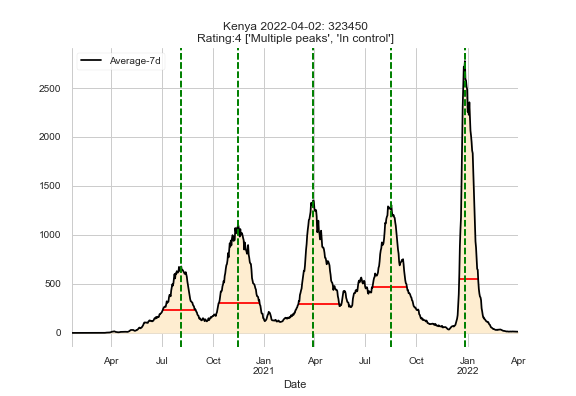 Kenya 2022-04-02: 323450
Rating:4 ['Multiple peaks', 'In control']
Average-7d
2500
2000
1500
1000
500
0
Apr Jul Oct Jan Apr Jul Oct Jan Apr
2021 2022
Date